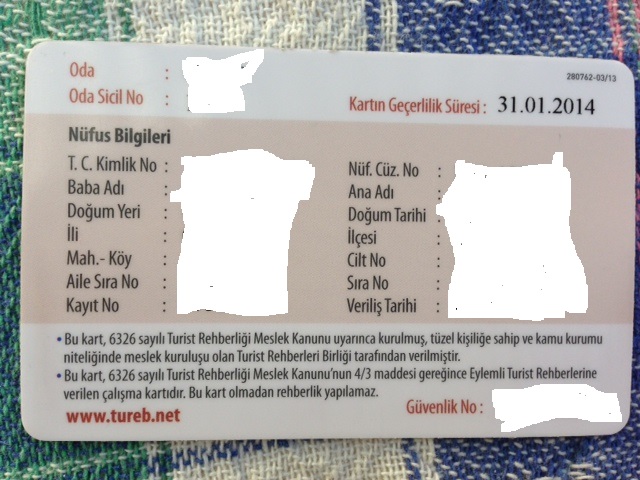 Oda :
280762-03/13
Oda Sicil No :
Kartın Geçerlilik Süresi : 31.01.2014
Nüfus Bilgileri
T. C. Kimlik No :
Nüf. Cüz. No :
Baba Adı :
Ana Adı :
Doğum Yeri :
Doğum Tarihi :
İli :
İlçesi :
Mah.- Köy :
Cilt No :
Aile Sıra No :
Sıra No :
Kayıt No :
Veriliş Tarihi :
• Bu kart, 6326 sayılı Turist Rehberliği Meslek Kanunu uyarınca kurulmuş, tüzel kişiliğe sahip ve kamu kurumu
niteliğinde meslek kuruluşu olan Turist Rehberleri Birliği tarafından verilmiştir.
• Bu kart, 6326 sayılı Turist Rehberliği Meslek Kanunu'nun 4/3 maddesi gereğince Eylemli Turist Rehberlerine
verilen çalışma kartıdır. Bu kart olmadan rehberlik yapılamaz.
www.tureb.net
Güvenlik No :